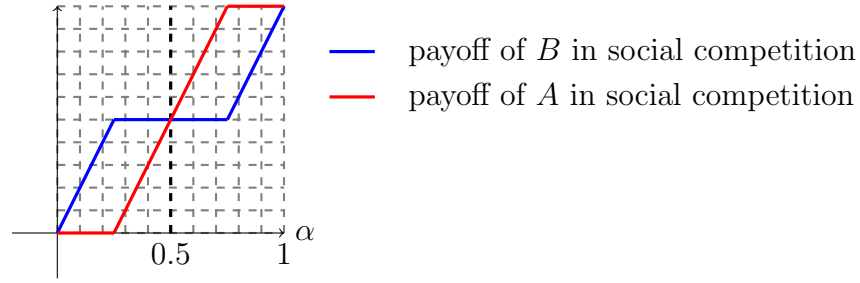 payoff of B in social competition
payoff of A in social competition
α
0.5
1